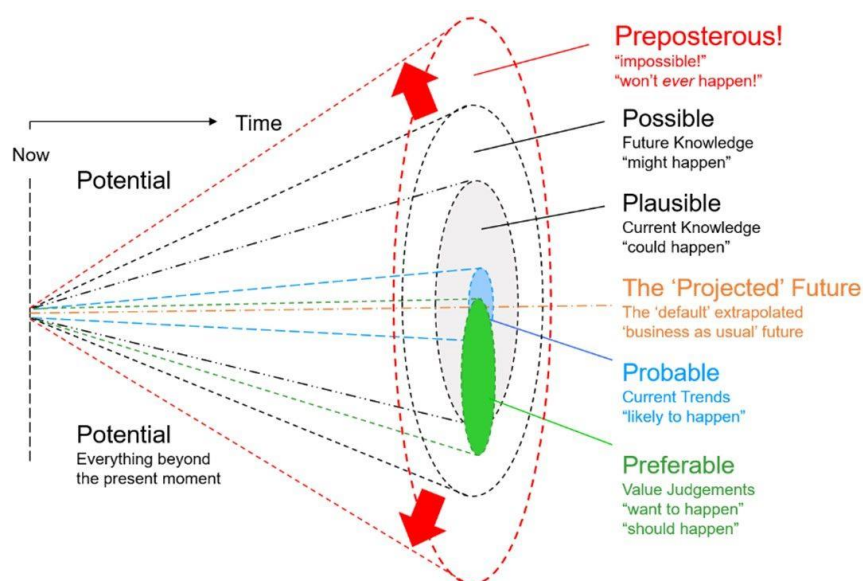 Preposterous!
“impossible!”
“won’t ever happen!”
Time
Now
Potential
Possible
Future Knowledge
“might happen”
Plausible
Current Knowledge
“could happen”
The ‘Projected’ Future
The ‘default’ extrapolated
‘business as usual’ future
Probable
Current Trends
“likely to happen”
Potential
Everything beyond
the present moment
Preferable
Value Judgements
“want to happen”
“should happen”